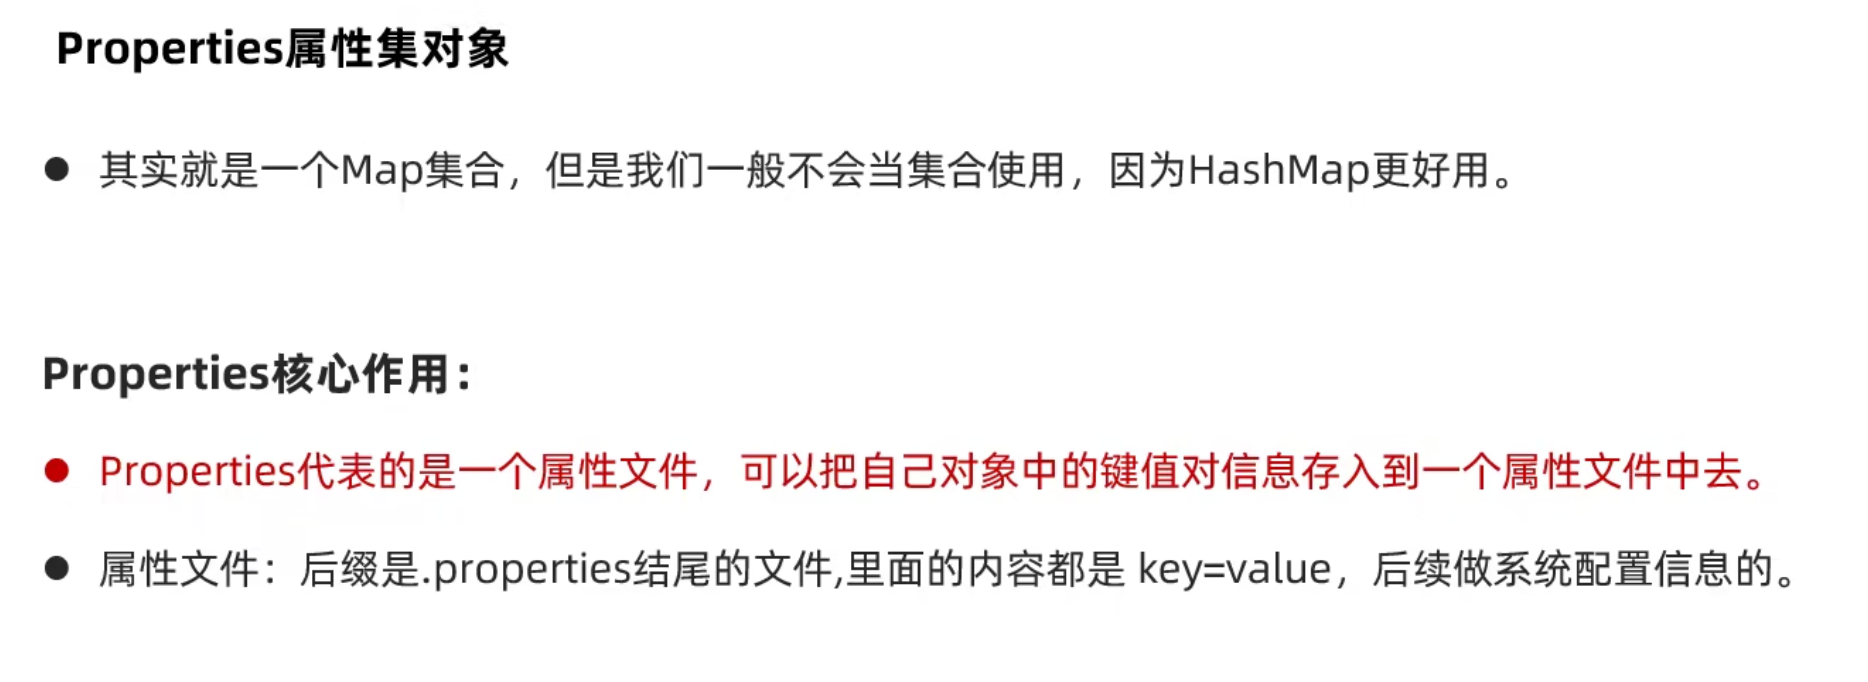 Properties属性集对象
● 其实就是一个Map集合，但是我们一般不会当集合使用，因为HashMap更好用。
Properties核心作用：
● Properties代表的是一个属性文件，可以把自己对象中的键值对信息存入到一个属性文件中去。
● 属性文件：后缀是.properties结尾的文件,里面的内容都是 key=value，后续做系统配置信息的。